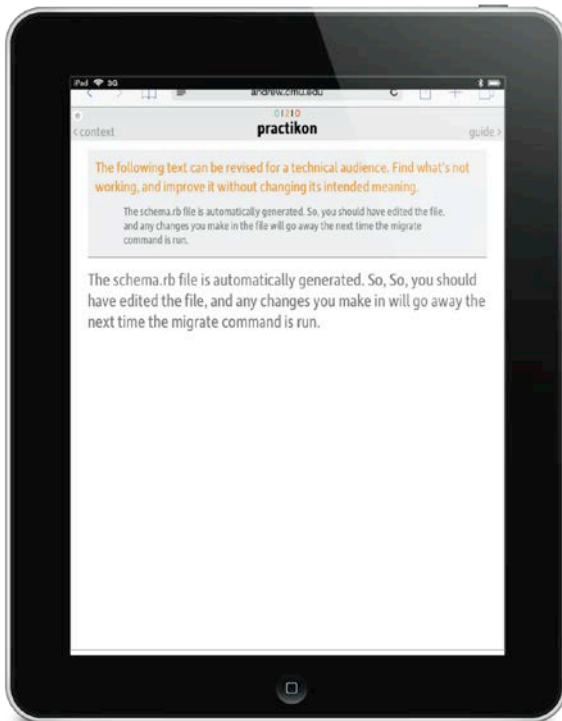 iPad 3G
andrew.cmu.edu
01210
< context practikon guide >
The following text can be revised for a technical audience. Find what's not
working, and improve it without changing its intended meaning.
The schema.rb file is automatically generated. So, you should have edited the file,
and any changes you make in the file will go away the next time the migrate
command is run.
The schema.rb file is automatically generated. So, So, you should
have edited the file, and any changes you make in will go away the
next time the migrate command is run.